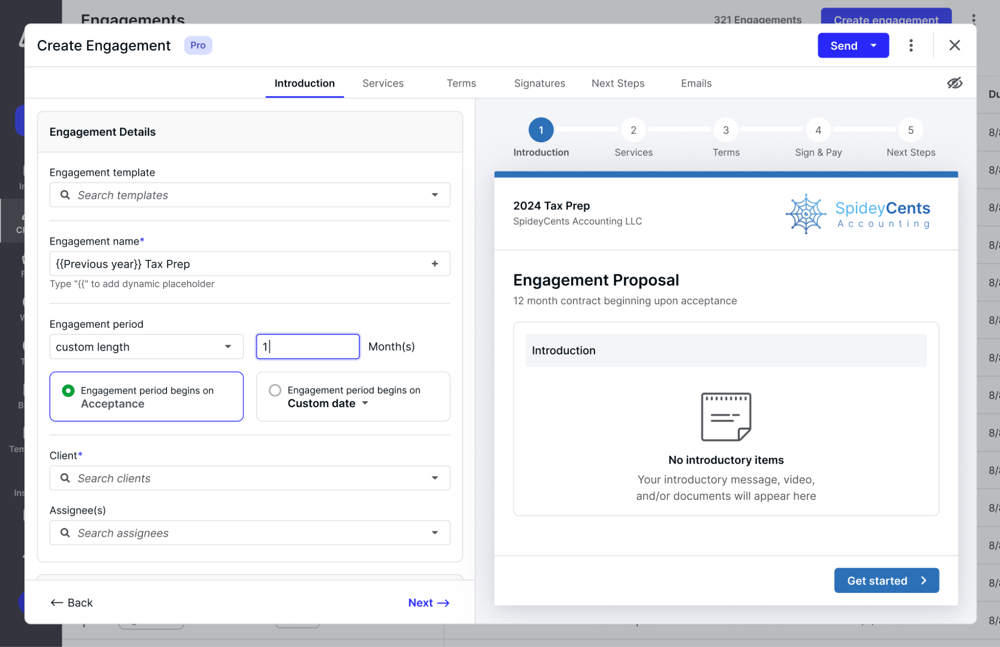 Engagements
321 Engagements
Create engagement
Create Engagement
Pro
Send
Introduction
Services
Terms
Signatures
Next Steps
Emails
Engagement Details
Engagement template
Search templates
Engagement name*
{{Previous year}} Tax Prep
+
Type "{{" to add dynamic placeholder
Engagement period
custom length
1
Month(s)
Engagement period begins on
Acceptance
Engagement period begins on
Custom date
Client*
Search clients
Assignee(s)
Search assignees
← Back
Next →
1
2
3
4
5
Introduction
Services
Terms
Sign & Pay
Next Steps
2024 Tax Prep
SpideyCents Accounting LLC
SpideyCents
Accounting
Engagement Proposal
12 month contract beginning upon acceptance
Introduction
No introductory items
Your introductory message, video,
and/or documents will appear here
Get started